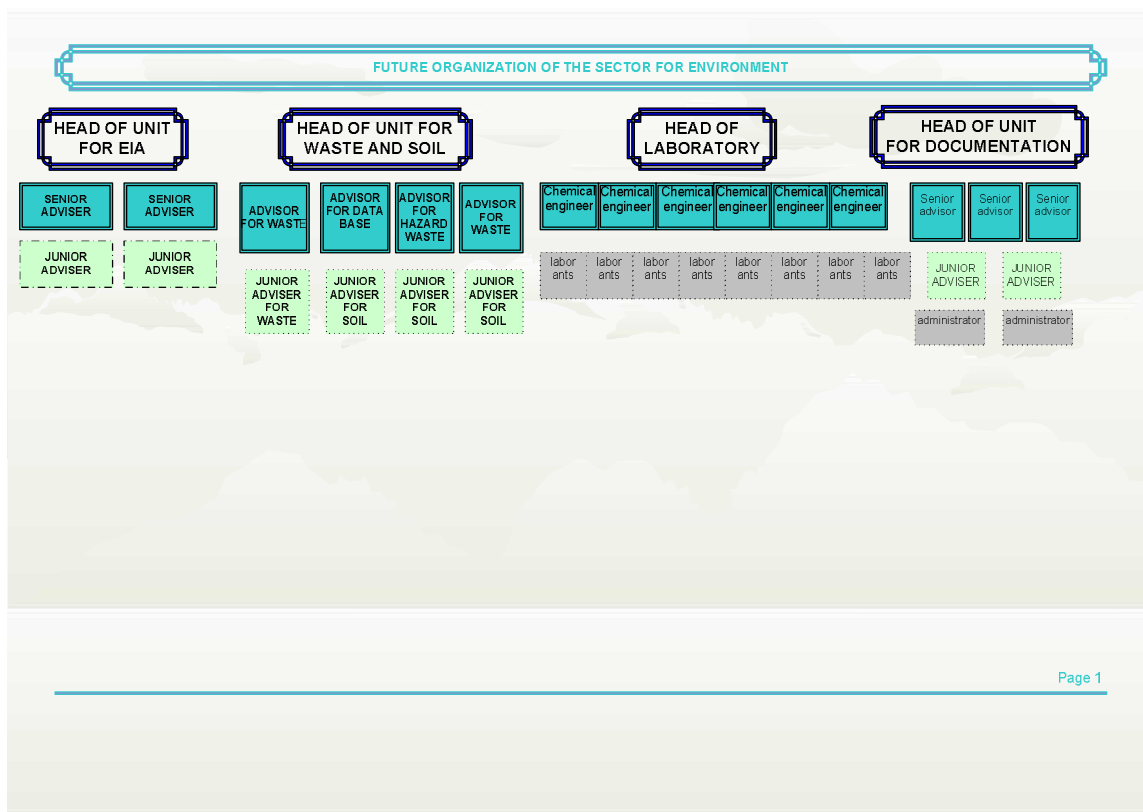 FUTURE ORGANIZATION OF THE SECTOR FOR ENVIRONMENT
HEAD OF UNIT
FOR EIA
HEAD OF UNIT FOR
WASTE AND SOIL
HEAD OF
LABORATORY
HEAD OF UNIT
FOR DOCUMENTATION
SENIOR
ADVISER
SENIOR
ADVISER
ADVISOR
FOR WASTE
ADVISOR
FOR DATA
BASE
ADVISOR
FOR
HAZARD
WASTE
ADVISOR
FOR
WASTE
Chemical
engineer
Chemical
engineer
Chemical
engineer
Chemical
engineer
Chemical
engineer
Chemical
engineer
Senior
advisor
Senior
advisor
Senior
advisor
JUNIOR
ADVISER
JUNIOR
ADVISER
JUNIOR
ADVISER
FOR
WASTE
JUNIOR
ADVISER
FOR
SOIL
JUNIOR
ADVISER
FOR
SOIL
JUNIOR
ADVISER
FOR
SOIL
labor
ants
labor
ants
labor
ants
labor
ants
labor
ants
labor
ants
labor
ants
labor
ants
JUNIOR
ADVISER
JUNIOR
ADVISER
administrator
administrator
Page 1